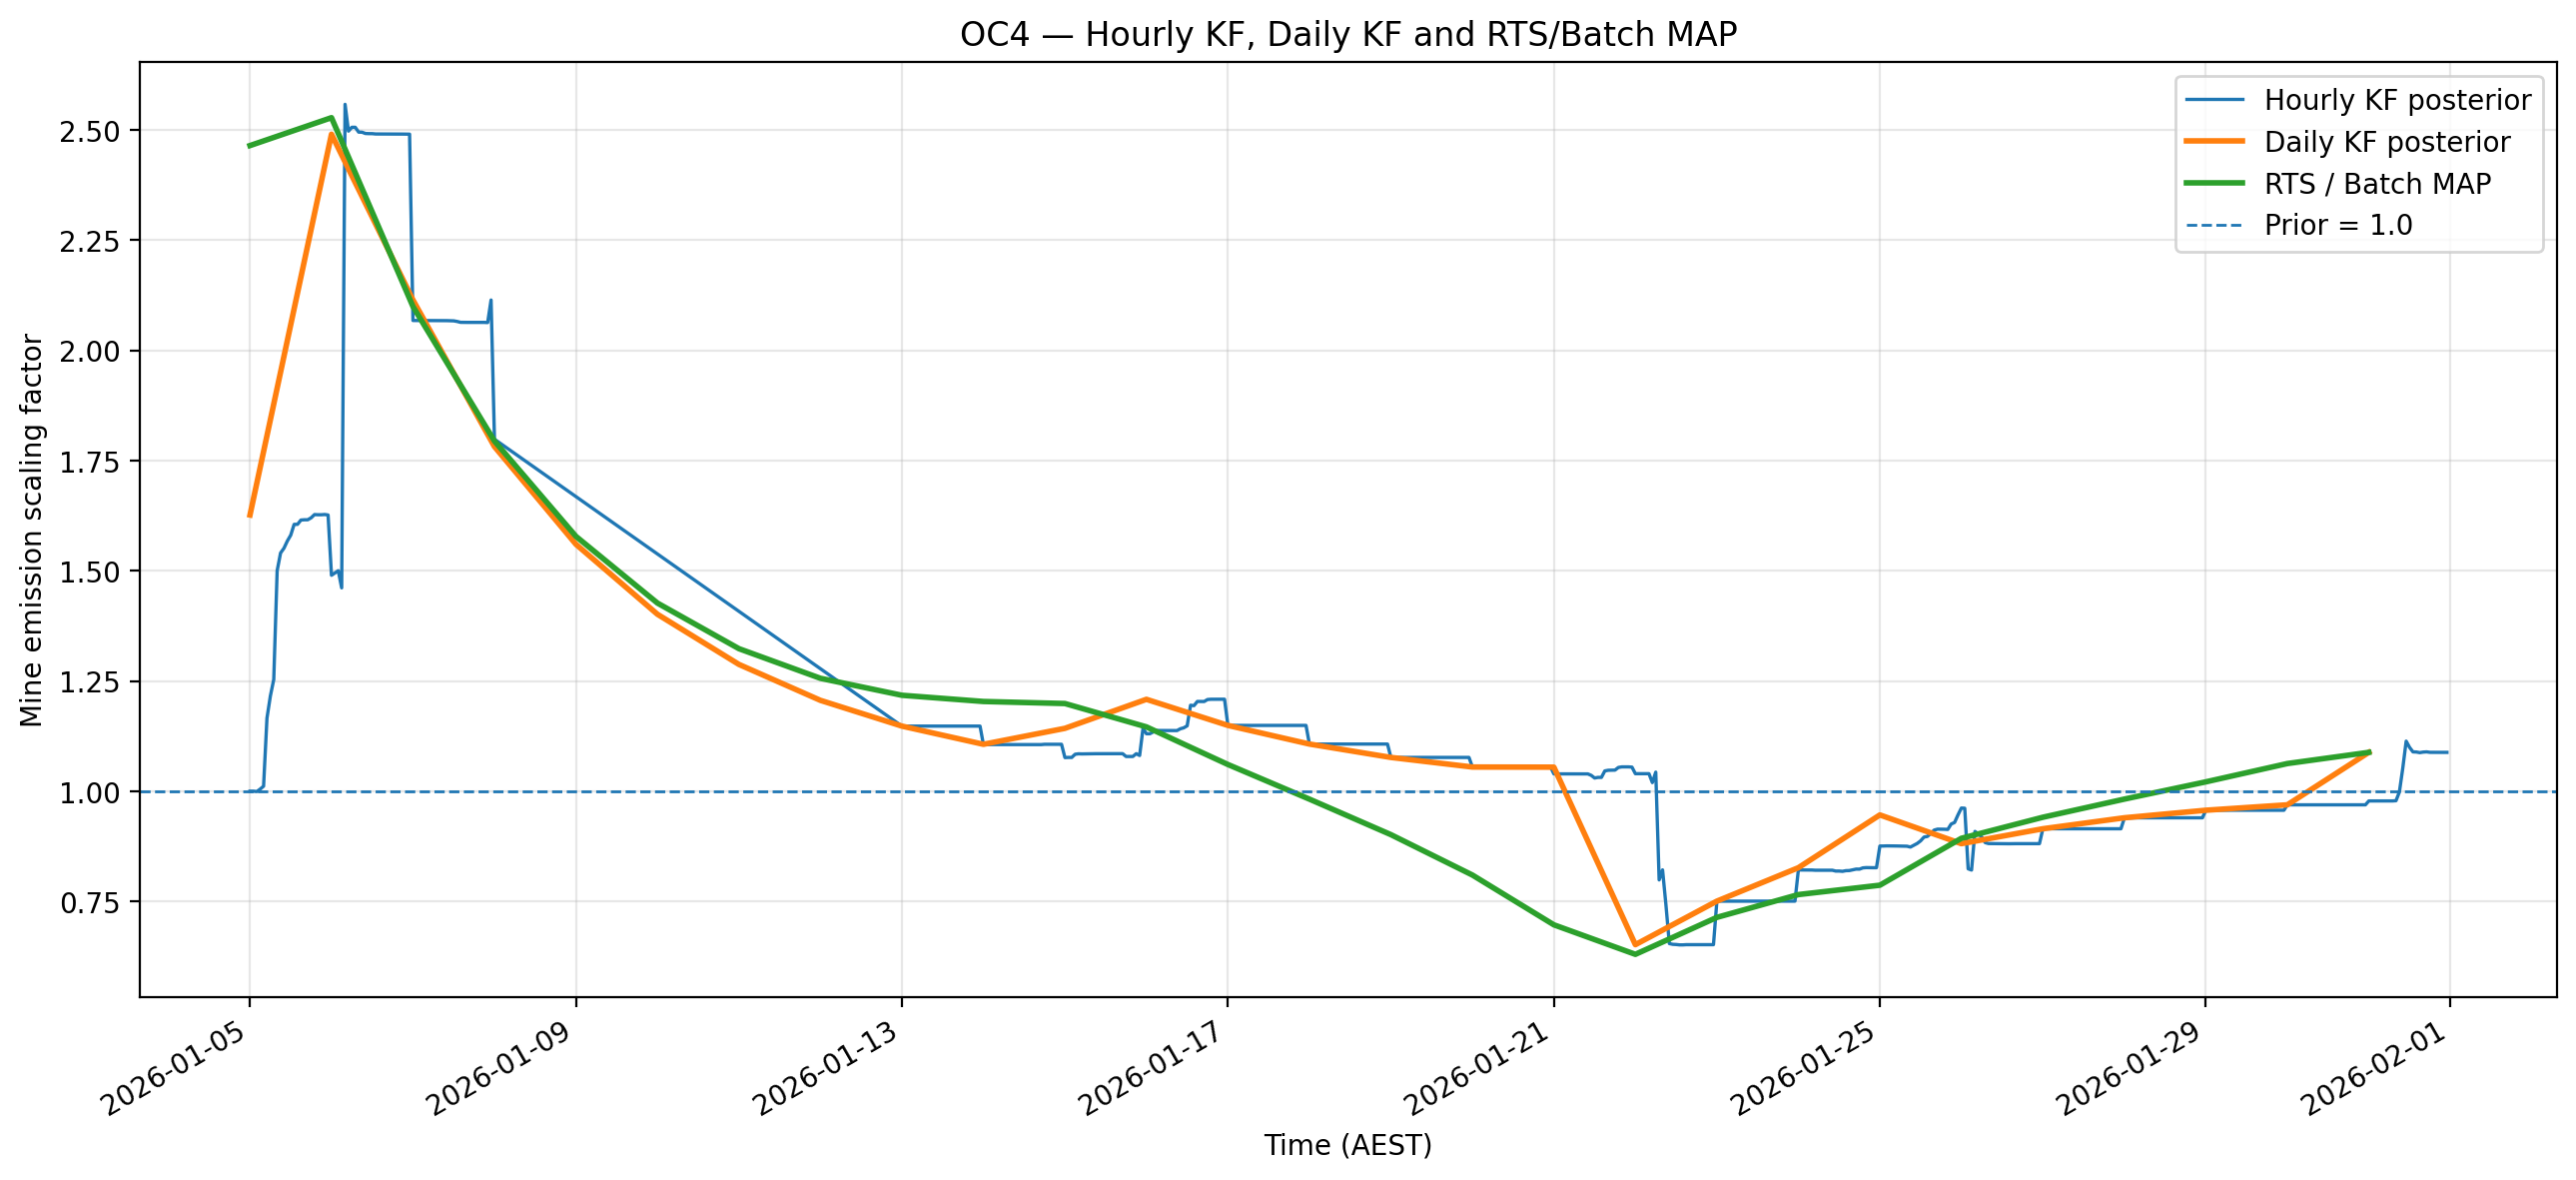 OC4 — Hourly KF, Daily KF and RTS/Batch MAP
Hourly KF posterior
Daily KF posterior
RTS / Batch MAP
Prior = 1.0
Mine emission scaling factor
2.50
2.25
2.00
1.75
1.50
1.25
1.00
0.75
2026-01-05
2026-01-09
2026-01-13
2026-01-17
2026-01-21
2026-01-25
2026-01-29
2026-02-01
Time (AEST)